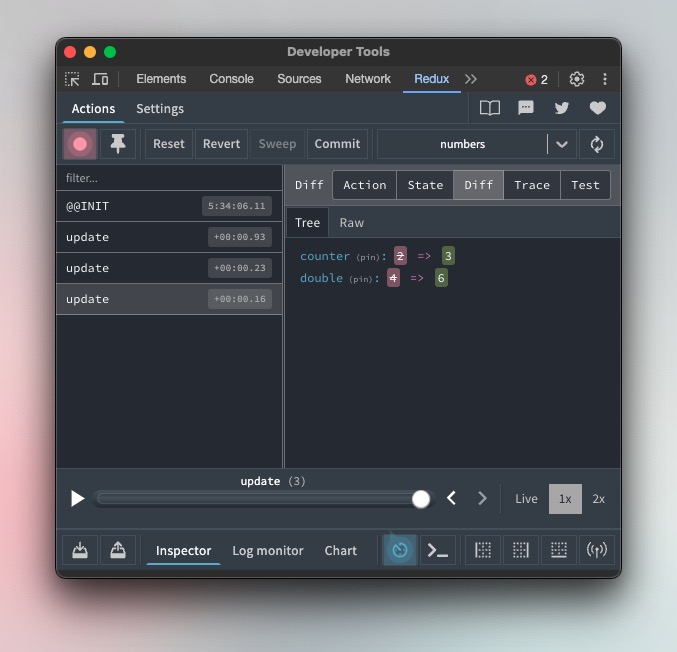 Developer Tools
Elements Console Sources Network Redux 2
Actions Settings
Reset Revert Sweep Commit numbers
filter...
Diff Action State Diff Trace Test
@@INIT 5:34:06.11
Tree Raw
update +00:00.93
counter (pin): 2 => 3
update +00:00.23
double (pin): 4 => 6
update +00:00.16
update (3)
Live 1x 2x
Inspector Log monitor Chart